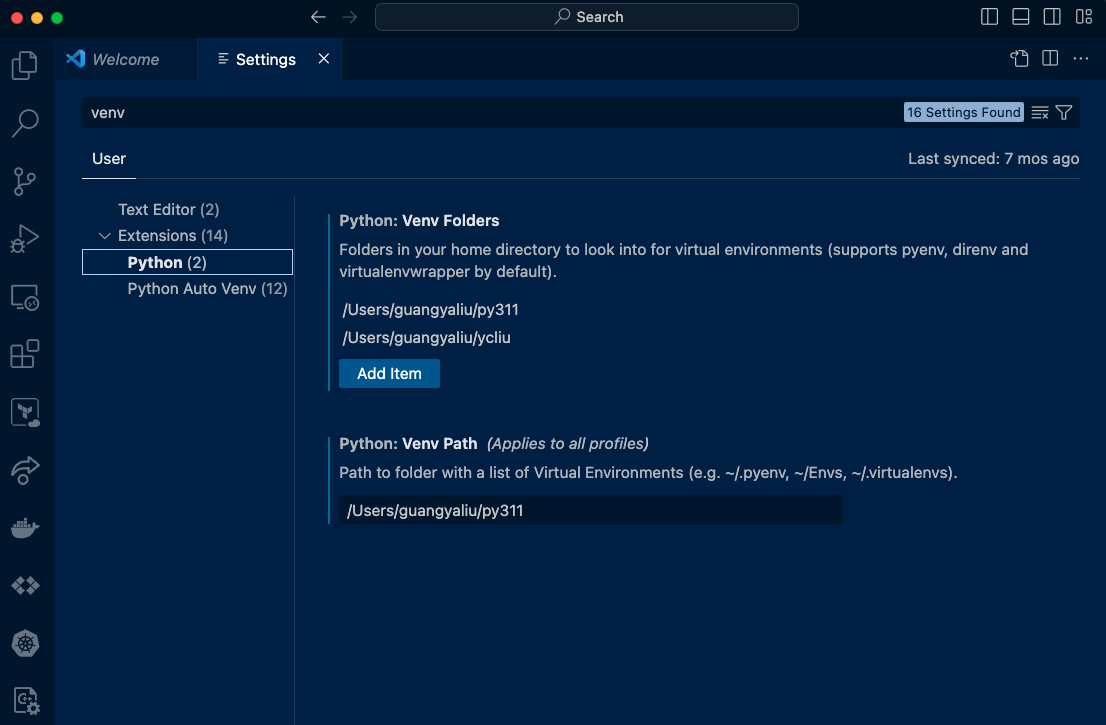 Search
Welcome
Settings
venv
16 Settings Found
User
Last synced: 7 mos ago
Text Editor (2)
Extensions (14)
Python (2)
Python Auto Venv (12)
Python: Venv Folders
Folders in your home directory to look into for virtual environments (supports pyenv, direnv and
virtualenvwrapper by default).
/Users/guangyaliu/py311
/Users/guangyaliu/ycliu
Add Item
Python: Venv Path (Applies to all profiles)
Path to folder with a list of Virtual Environments (e.g. ~/.pyenv, ~/Envs, ~/.virtualenvs).
/Users/guangyaliu/py311